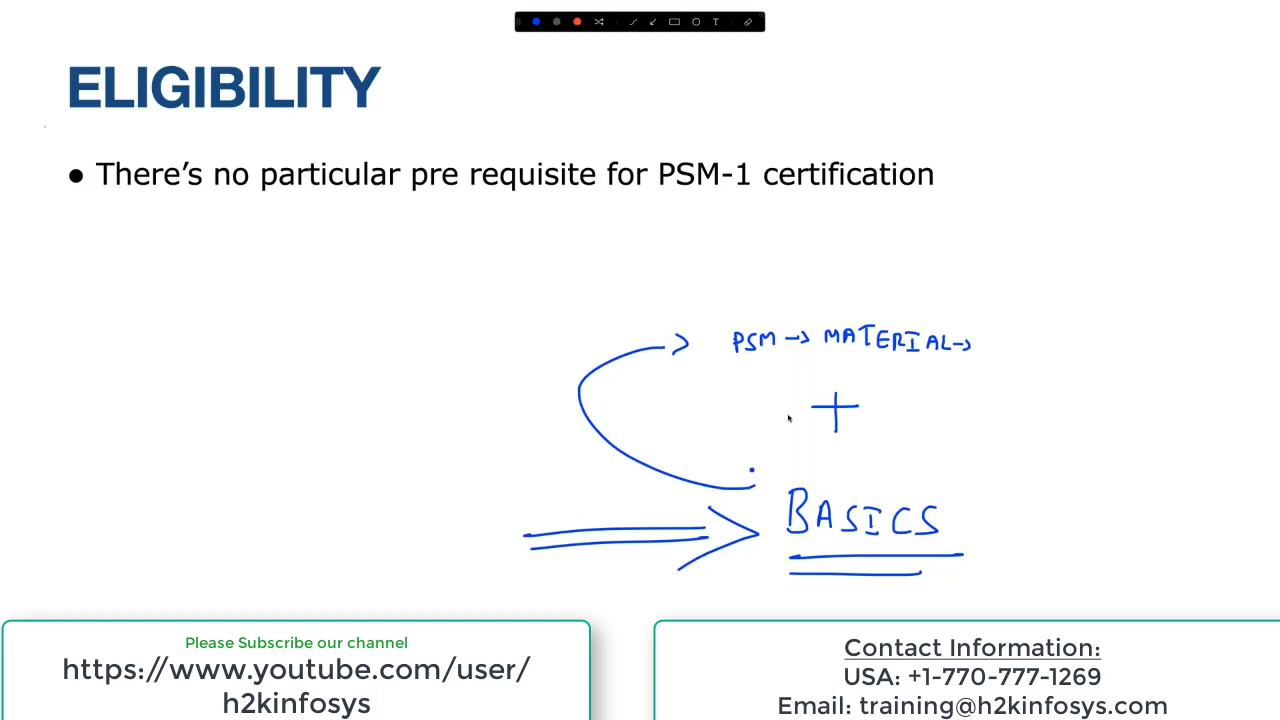 ELIGIBILITY
● There’s no particular pre requisite for PSM-1 certification
PSM → MATERIAL →
+
BASICS
Please Subscribe our channel
https://www.youtube.com/user/
h2kinfosys
Contact Information:
USA: +1-770-777-1269
Email: training@h2kinfosys.com